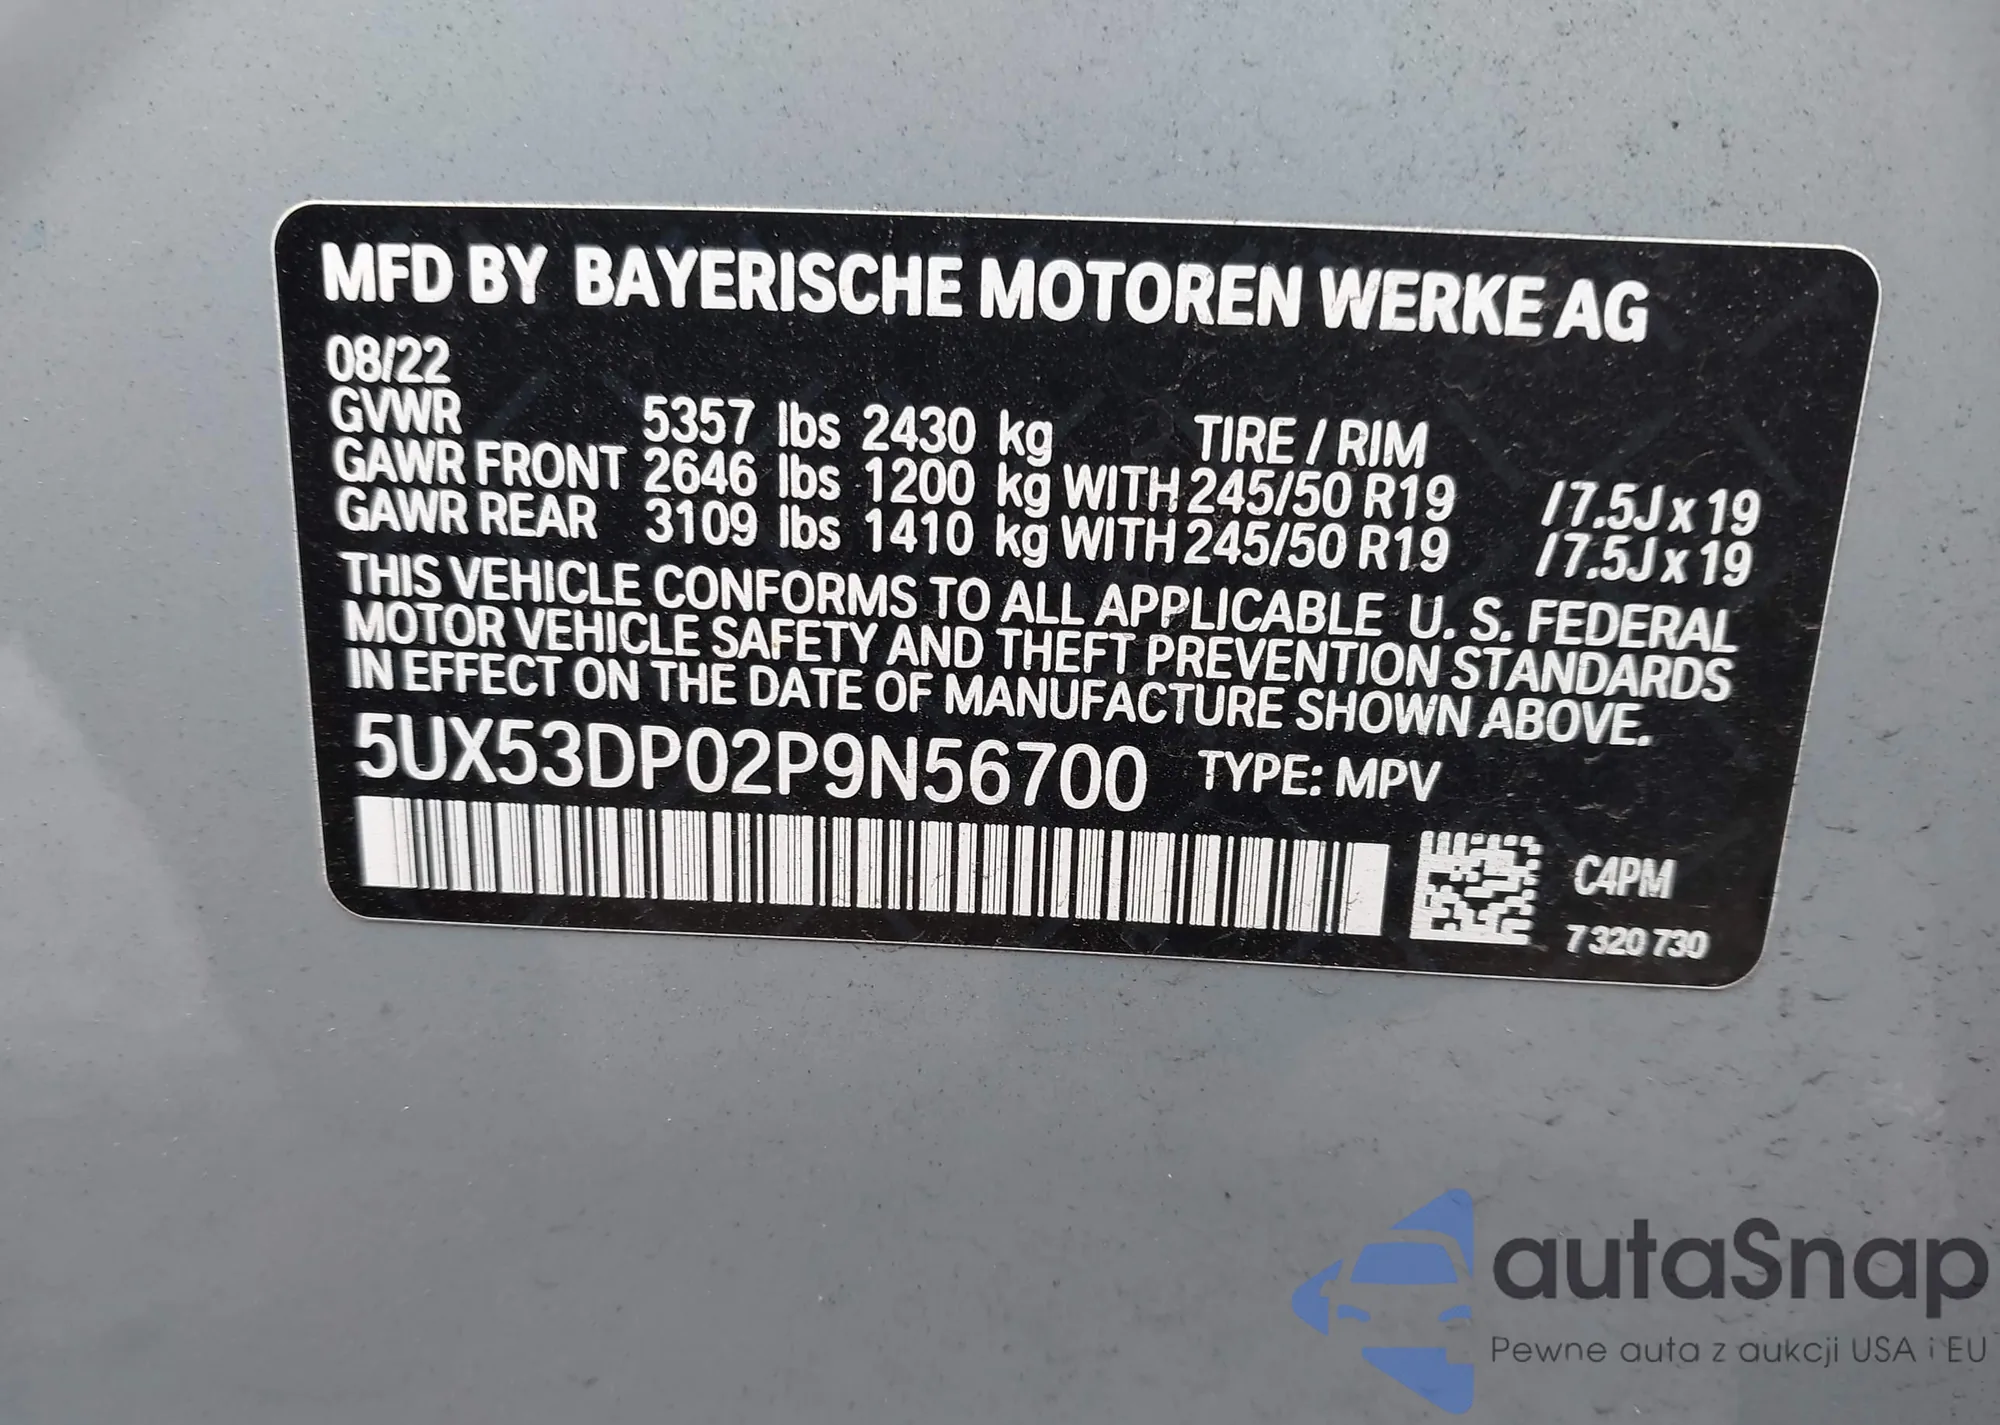 MFD BY BAYERISCHE MOTOREN WERKE AG
08/22
GVWR 5357 lbs 2430 kg TIRE / RIM
GAWR FRONT 2646 lbs 1200 kg WITH 245/50 R19 /7.5J x 19
GAWR REAR 3109 lbs 1410 kg WITH 245/50 R19 /7.5J x 19
THIS VEHICLE CONFORMS TO ALL APPLICABLE U. S. FEDERAL
MOTOR VEHICLE SAFETY AND THEFT PREVENTION STANDARDS
IN EFFECT ON THE DATE OF MANUFACTURE SHOWN ABOVE.
5UX53DP02P9N56700 TYPE: MPV
C4PM
7 320 730
autaSnap
Pewne auta z aukcji USA i EU